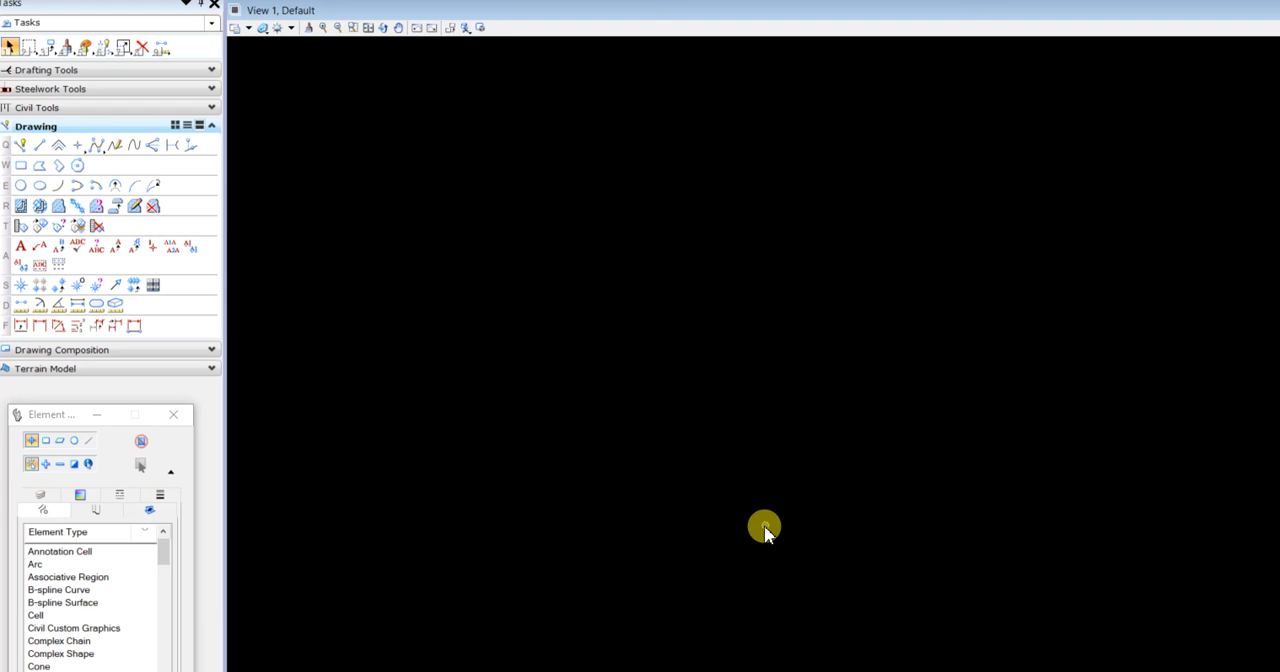 Tasks
View 1, Default
Tasks
Drafting Tools
Steelwork Tools
Civil Tools
Drawing
Q
W
E
R
T
A
S
D
F
Drawing Composition
Terrain Model
Element ...
Element Type
Annotation Cell
Arc
Associative Region
B-spline Curve
B-spline Surface
Cell
Civil Custom Graphics
Complex Chain
Complex Shape
Cone